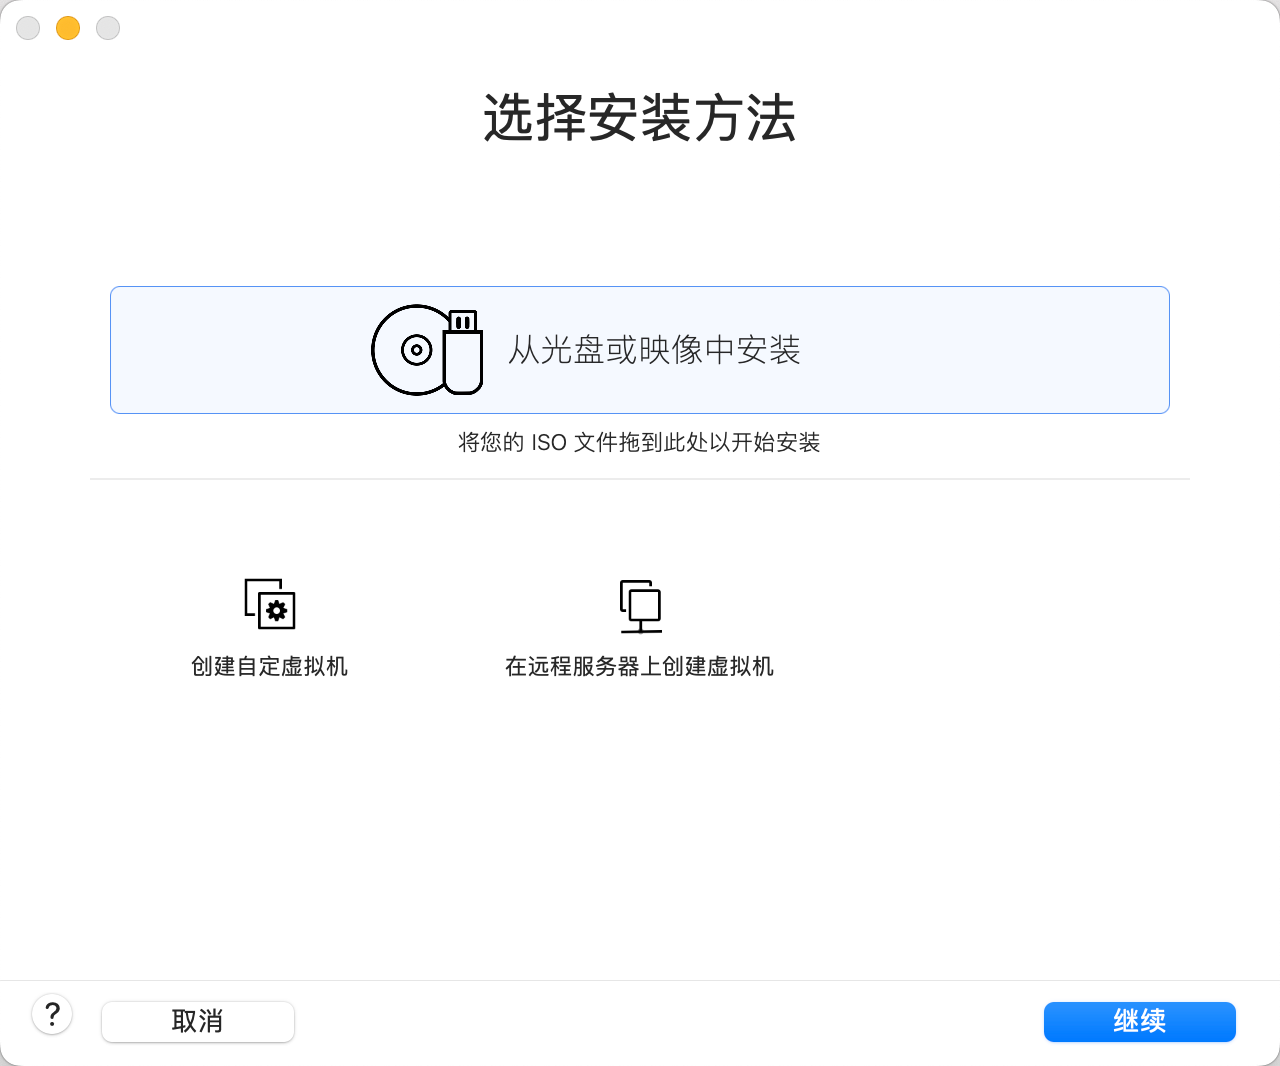 选择安装方法
从光盘或映像中安装
将您的 ISO 文件拖到此处以开始安装
创建自定虚拟机
在远程服务器上创建虚拟机
?
取消
继续